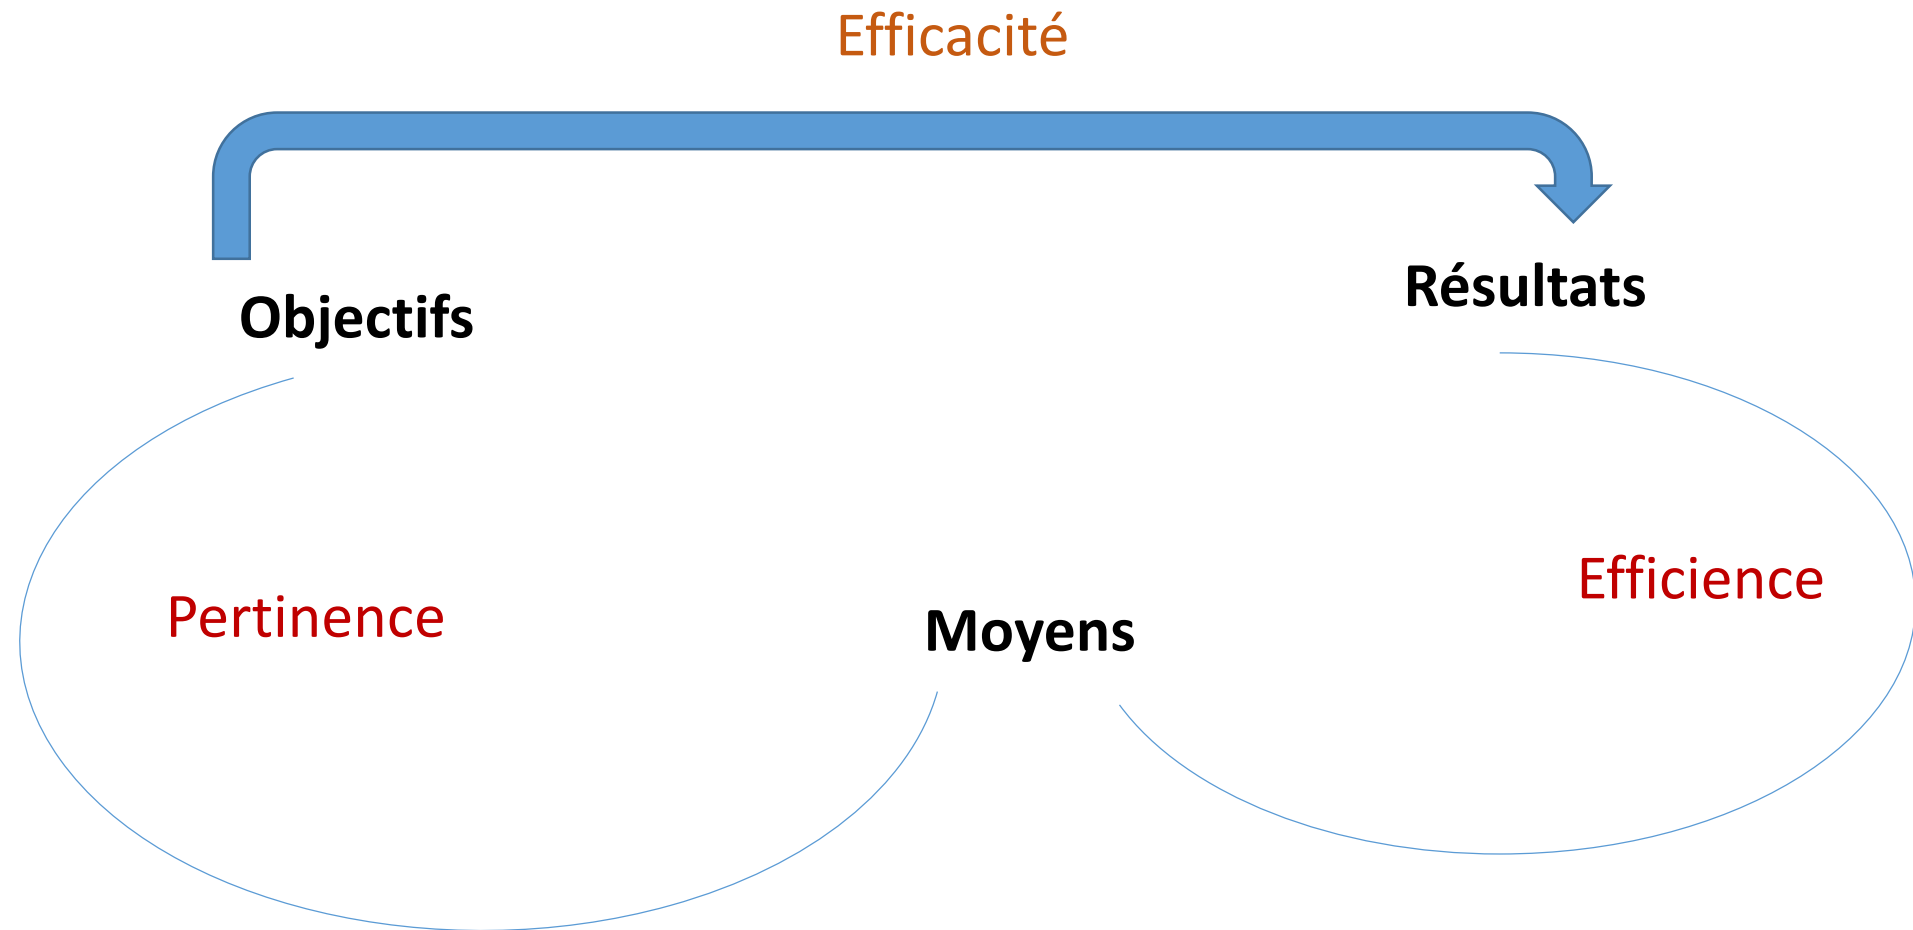 Efficacité
Résultats
Objectifs
Efficience
Pertinence
Moyens